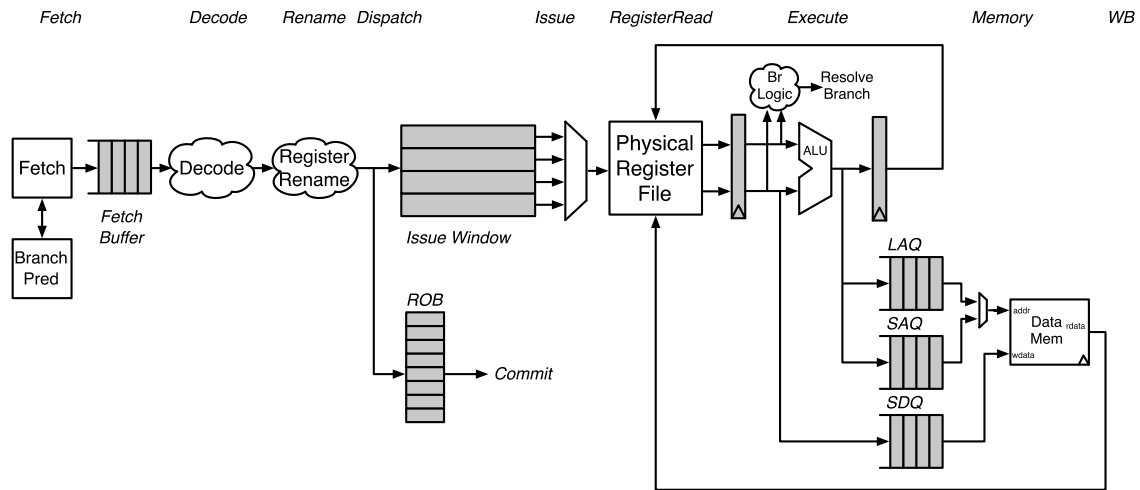 Fetch
Decode
Rename
Dispatch
Issue
RegisterRead
Execute
Memory
WB
Br
Logic
Resolve
Branch
Fetch
Decode
Register
Rename
Physical
Register
File
ALU
Fetch
Buffer
Issue Window
Branch
Pred
LAQ
ROB
SAQ
addr
Data
Mem
rdata
wdata
Commit
SDQ